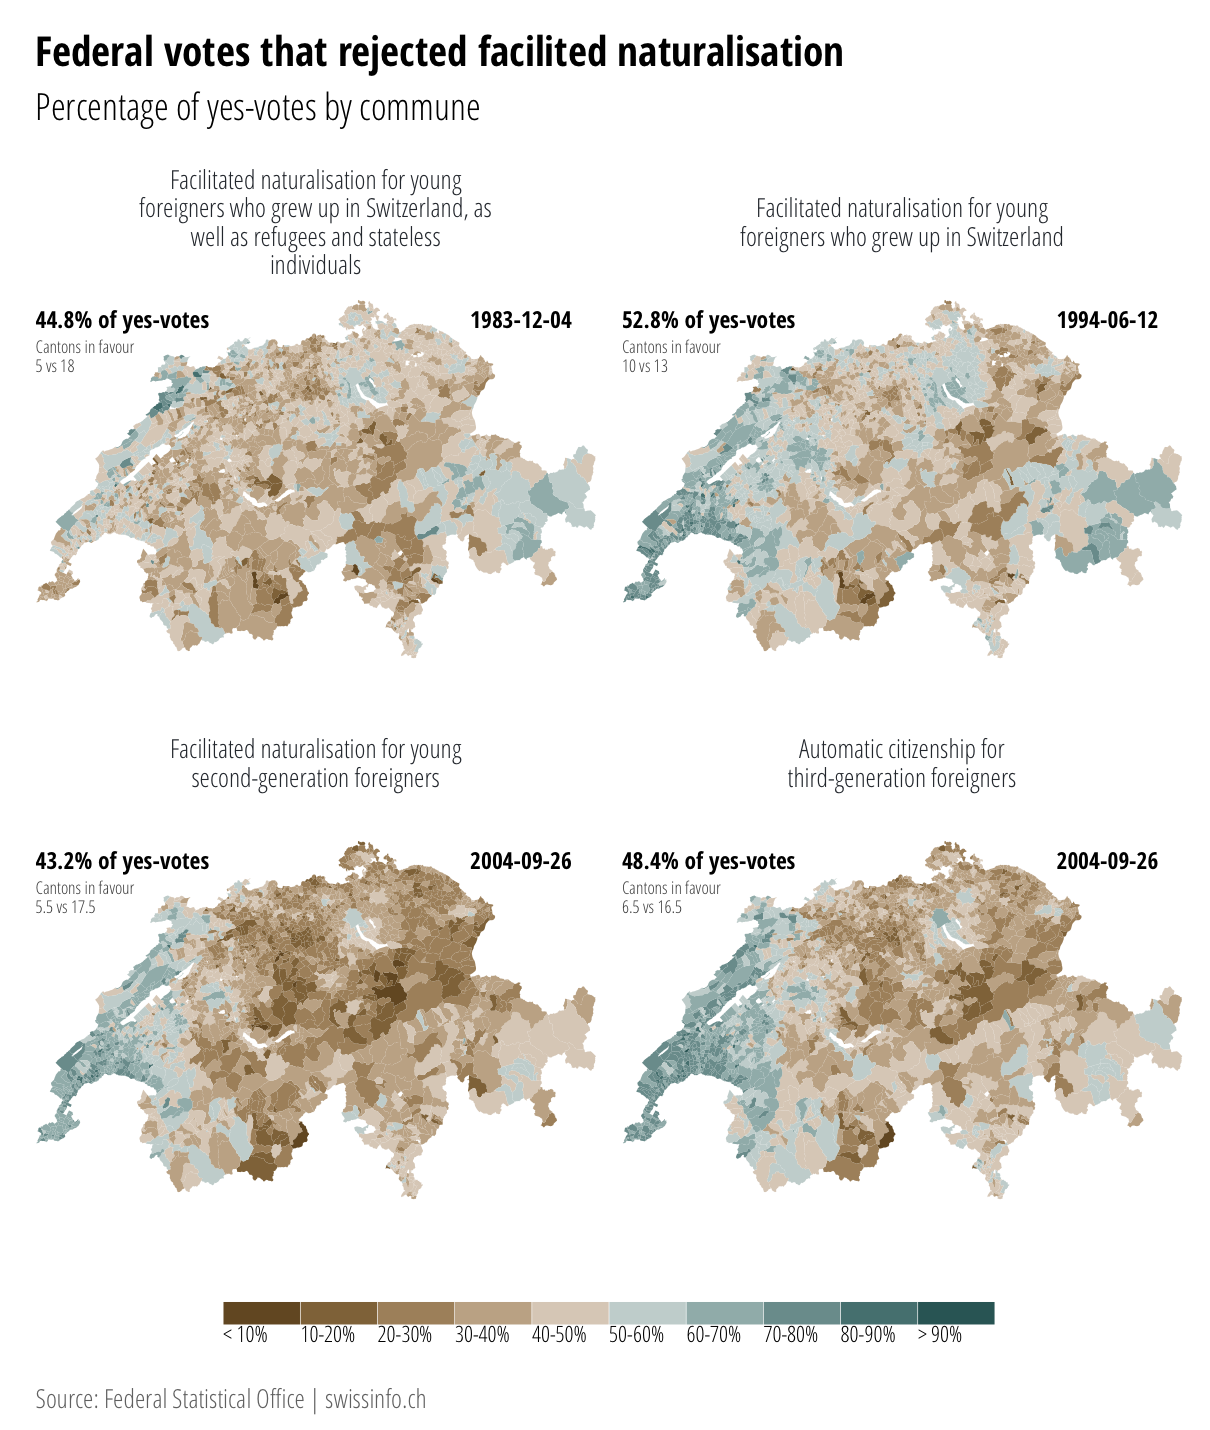 Federal votes that rejected facilited naturalisation
Percentage of yes-votes by commune
Facilitated naturalisation for young
foreigners who grew up in Switzerland, as
well as refugees and stateless
individuals
44.8% of yes-votes
1983-12-04
Cantons in favour
5 vs 18
Facilitated naturalisation for young
foreigners who grew up in Switzerland
52.8% of yes-votes
1994-06-12
Cantons in favour
10 vs 13
Facilitated naturalisation for young
second-generation foreigners
43.2% of yes-votes
2004-09-26
Cantons in favour
5.5 vs 17.5
Automatic citizenship for
third-generation foreigners
48.4% of yes-votes
2004-09-26
Cantons in favour
6.5 vs 16.5
< 10% 10-20% 20-30% 30-40% 40-50% 50-60% 60-70% 70-80% 80-90% > 90%
Source: Federal Statistical Office | swissinfo.ch